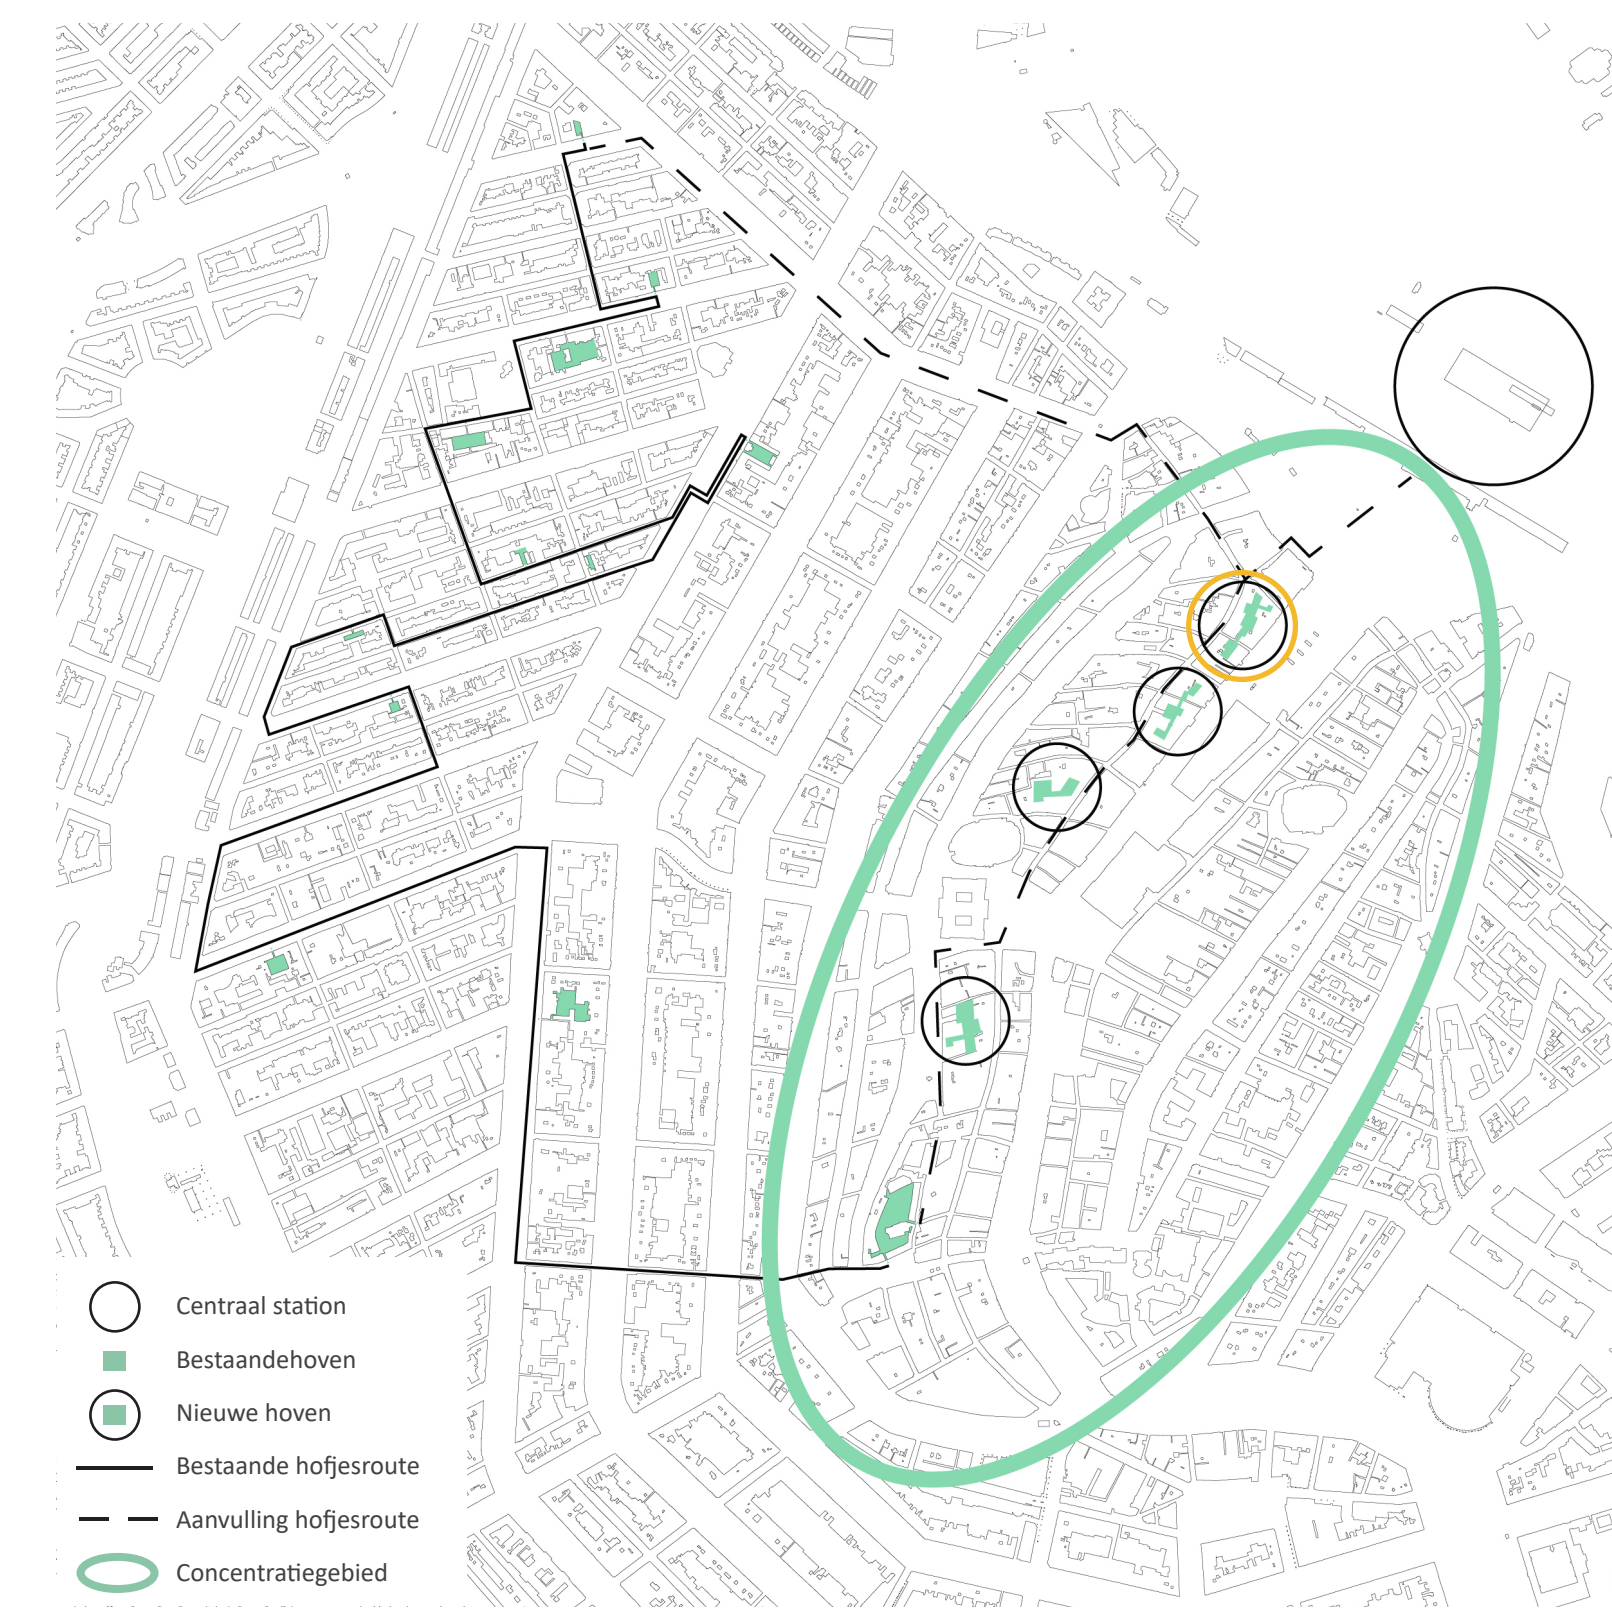 Centraal station
Bestaandehoven
Nieuwe hoven
Bestaande hofjesroute
Aanvulling hofjesroute
Concentratiegebied